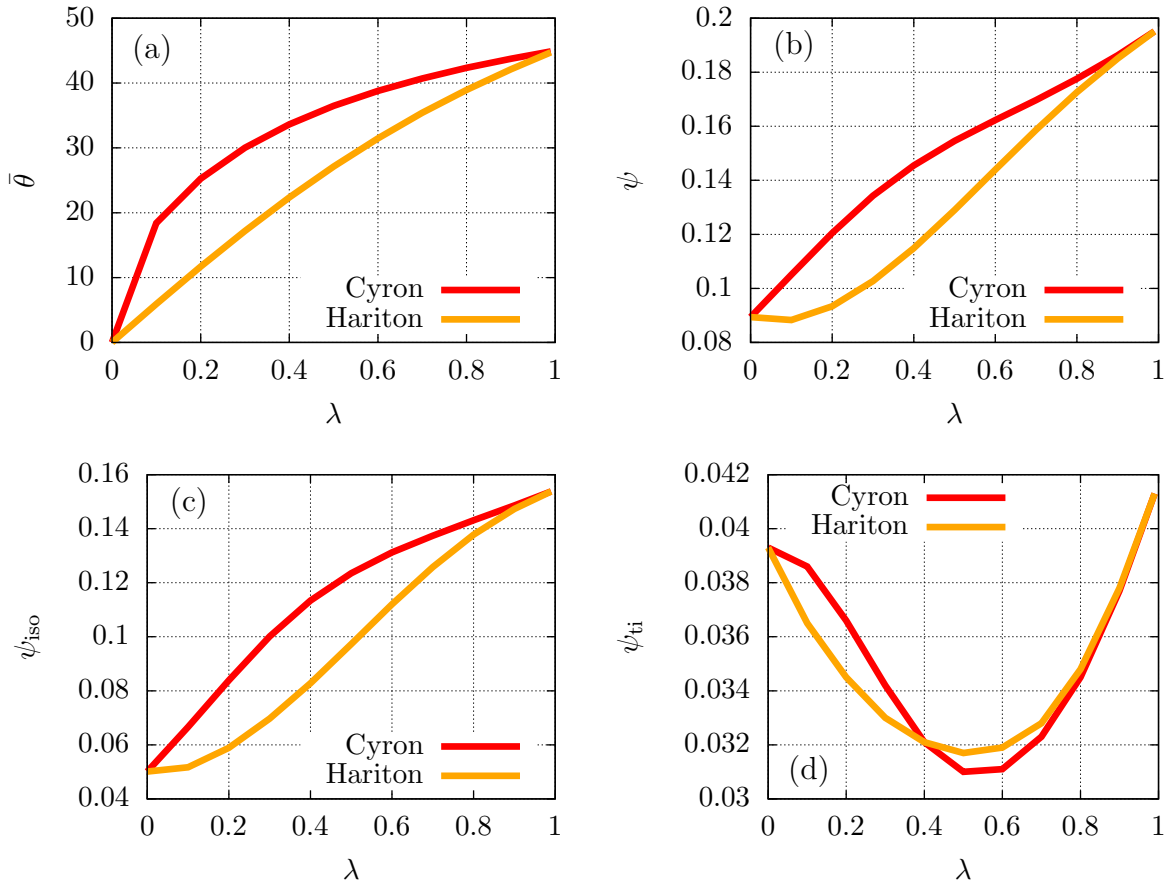 (a)
50
40
30
20
10
0
θ̄
Cyron
Hariton
0 0.2 0.4 0.6 0.8 1
λ
(b)
0.2
0.18
0.16
0.14
0.12
0.1
0.08
ψ
Cyron
Hariton
0 0.2 0.4 0.6 0.8 1
λ
(c)
0.16
0.14
0.12
0.1
0.08
0.06
0.04
ψiso
Cyron
Hariton
0 0.2 0.4 0.6 0.8 1
λ
0.042
0.04
0.038
0.036
0.034
0.032
0.03
ψti
Cyron
Hariton
(d)
0 0.2 0.4 0.6 0.8 1
λ